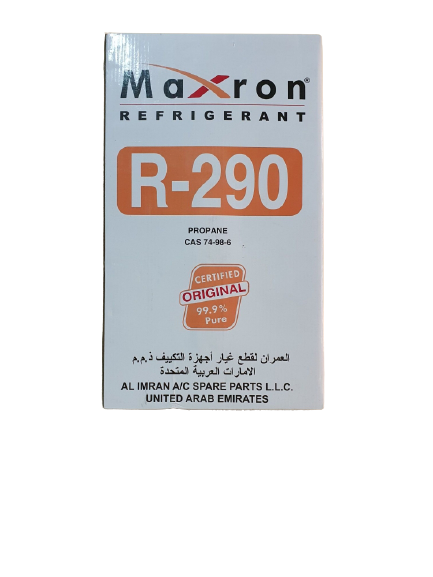 Maxron®
REFRIGERANT
R-290
PROPANE
CAS 74-98-6
CERTIFIED
ORIGINAL
99.9%
Pure
العمران لقطع غيار أجهزة التكييف ذ.م.م
الامارات العربية المتحدة
AL IMRAN A/C SPARE PARTS L.L.C.
UNITED ARAB EMIRATES